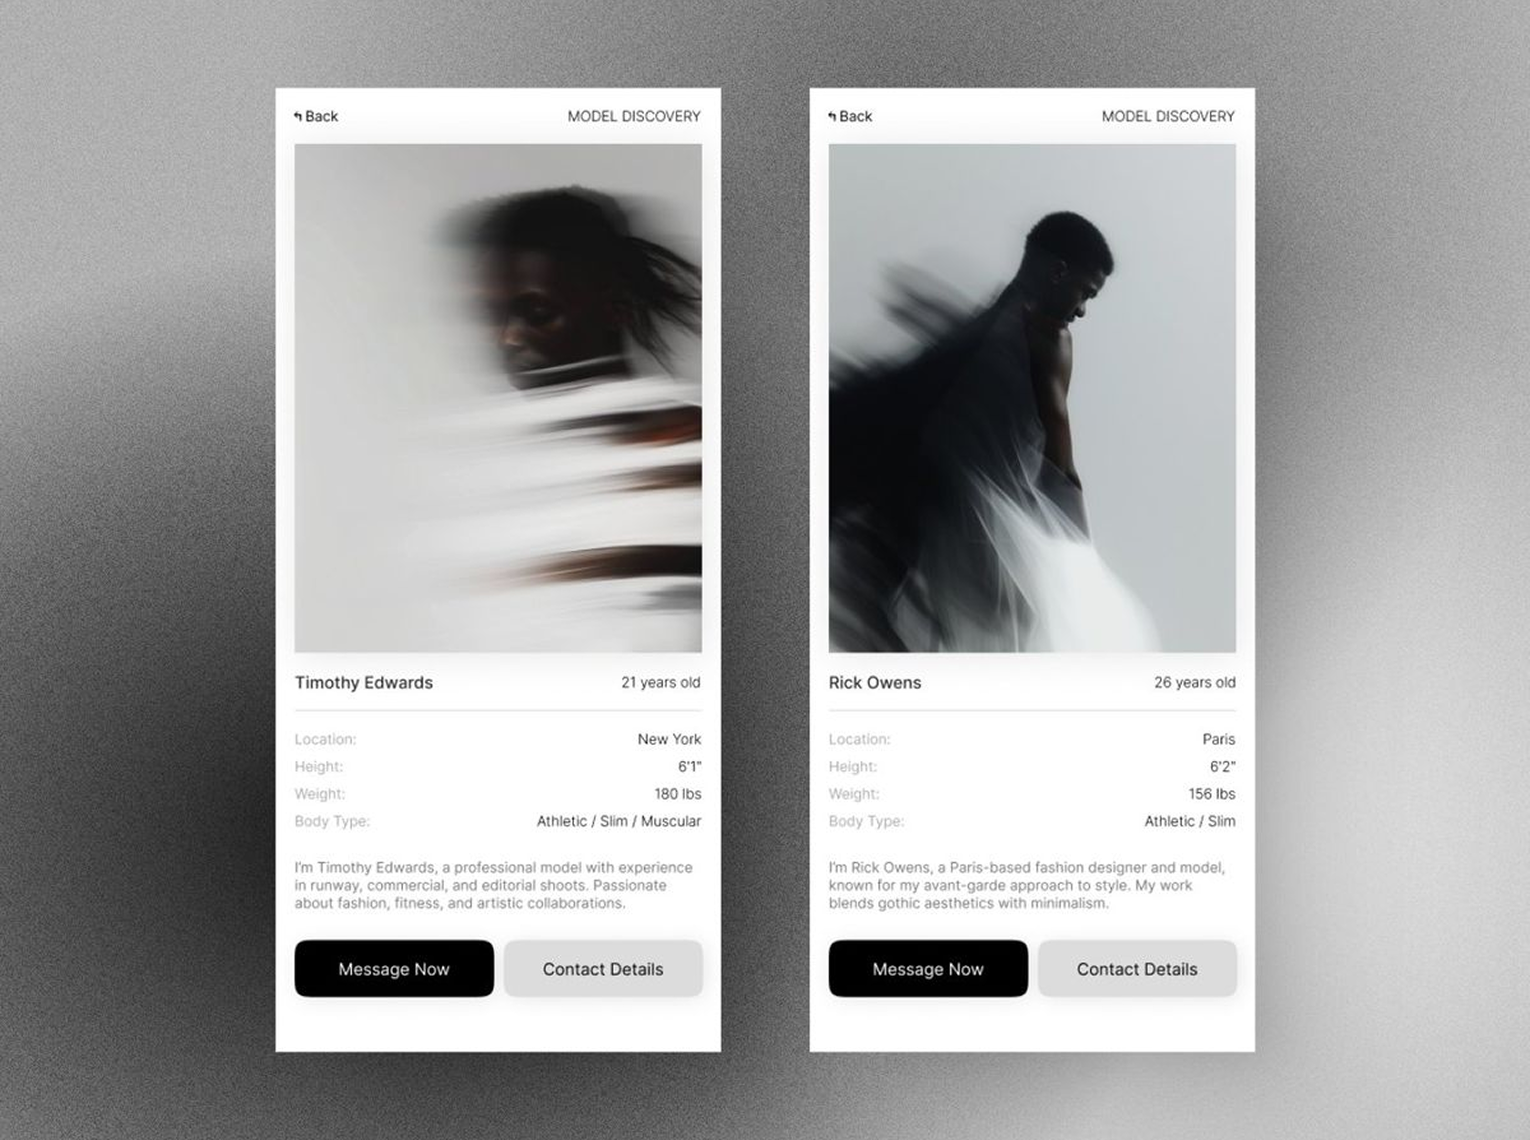 Back
MODEL DISCOVERY
Timothy Edwards
21 years old
Location:
New York
Height:
6'1"
Weight:
180 lbs
Body Type:
Athletic / Slim / Muscular
I'm Timothy Edwards, a professional model with experience
in runway, commercial, and editorial shoots. Passionate
about fashion, fitness, and artistic collaborations.
Message Now
Contact Details
Back
MODEL DISCOVERY
Rick Owens
26 years old
Location:
Paris
Height:
6'2"
Weight:
156 lbs
Body Type:
Athletic / Slim
I'm Rick Owens, a Paris-based fashion designer and model,
known for my avant-garde approach to style. My work
blends gothic aesthetics with minimalism.
Message Now
Contact Details